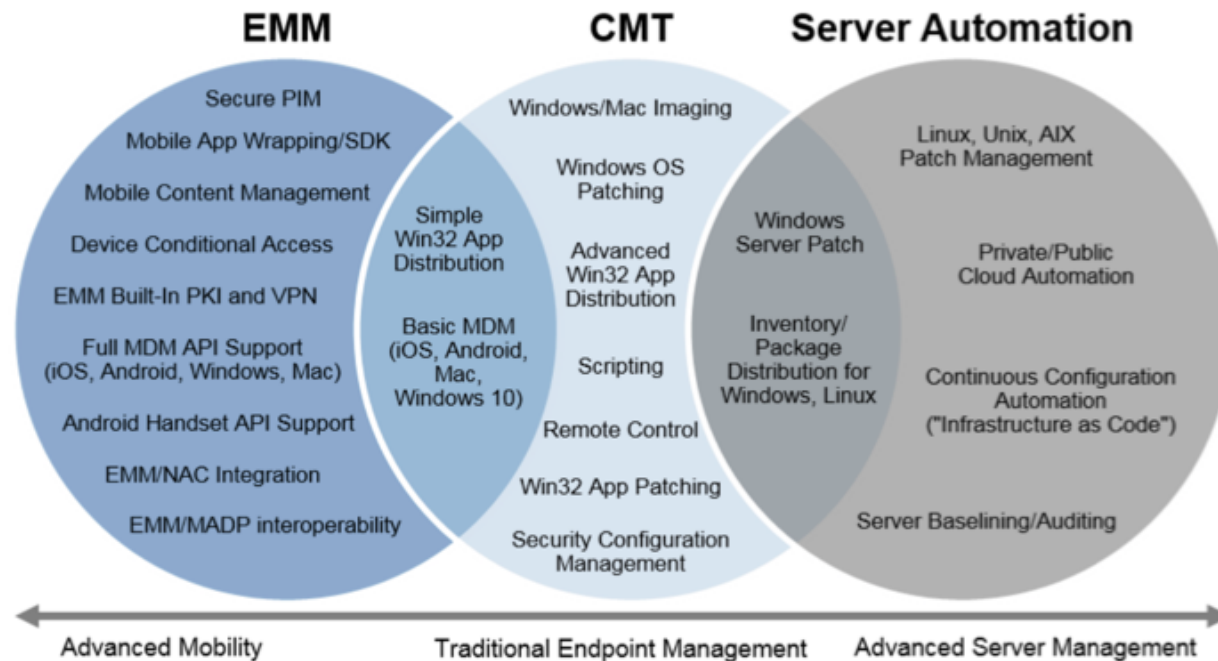 EMM
CMT
Server Automation
Secure PIM
Mobile App Wrapping/SDK
Mobile Content Management
Device Conditional Access
EMM Built-In PKI and VPN
Full MDM API Support
(iOS, Android, Windows, Mac)
Android Handset API Support
EMM/NAC Integration
EMM/MADP interoperability
Simple
Win32 App
Distribution
Basic MDM
(iOS, Android,
Mac,
Windows 10)
Windows/Mac Imaging
Windows OS
Patching
Advanced
Win32 App
Distribution
Scripting
Remote Control
Win32 App Patching
Security Configuration
Management
Windows
Server Patch
Inventory/
Package
Distribution for
Windows, Linux
Linux, Unix, AIX
Patch Management
Private/Public
Cloud Automation
Continuous Configuration
Automation
("Infrastructure as Code")
Server Baselining/Auditing
Advanced Mobility
Traditional Endpoint Management
Advanced Server Management